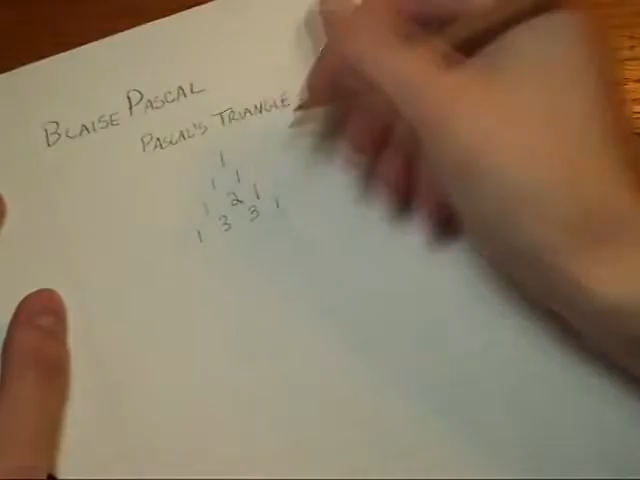 BLAISE PASCAL
PASCAL'S TRIANGLE
1
1 1
1 2 1
1 3 3 1